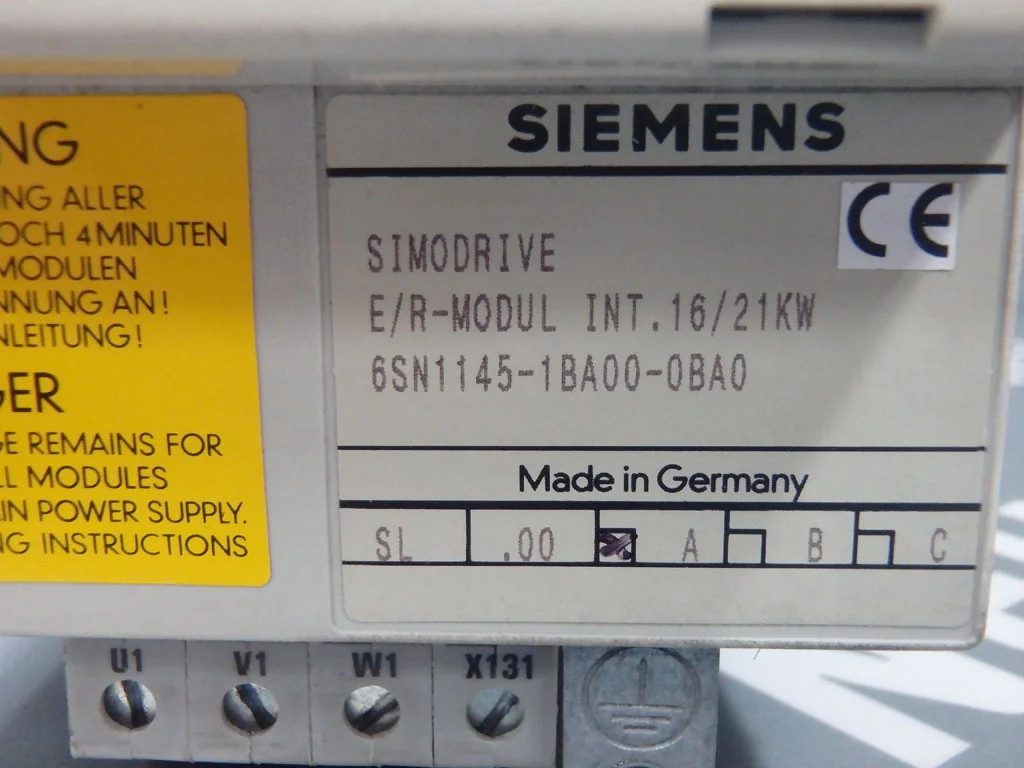 NG
NG ALLER
OCH 4 MINUTEN
MODULEN
NNUNG AN!
NLEITUNG!
GER
GE REMAINS FOR
LL MODULES
IN POWER SUPPLY.
NG INSTRUCTIONS
SIEMENS
CE
SIMODRIVE
E/R-MODUL INT.16/21KW
6SN1145-1BA00-0BA0
Made in Germany
SL .00 A B C
U1 V1 W1 X131